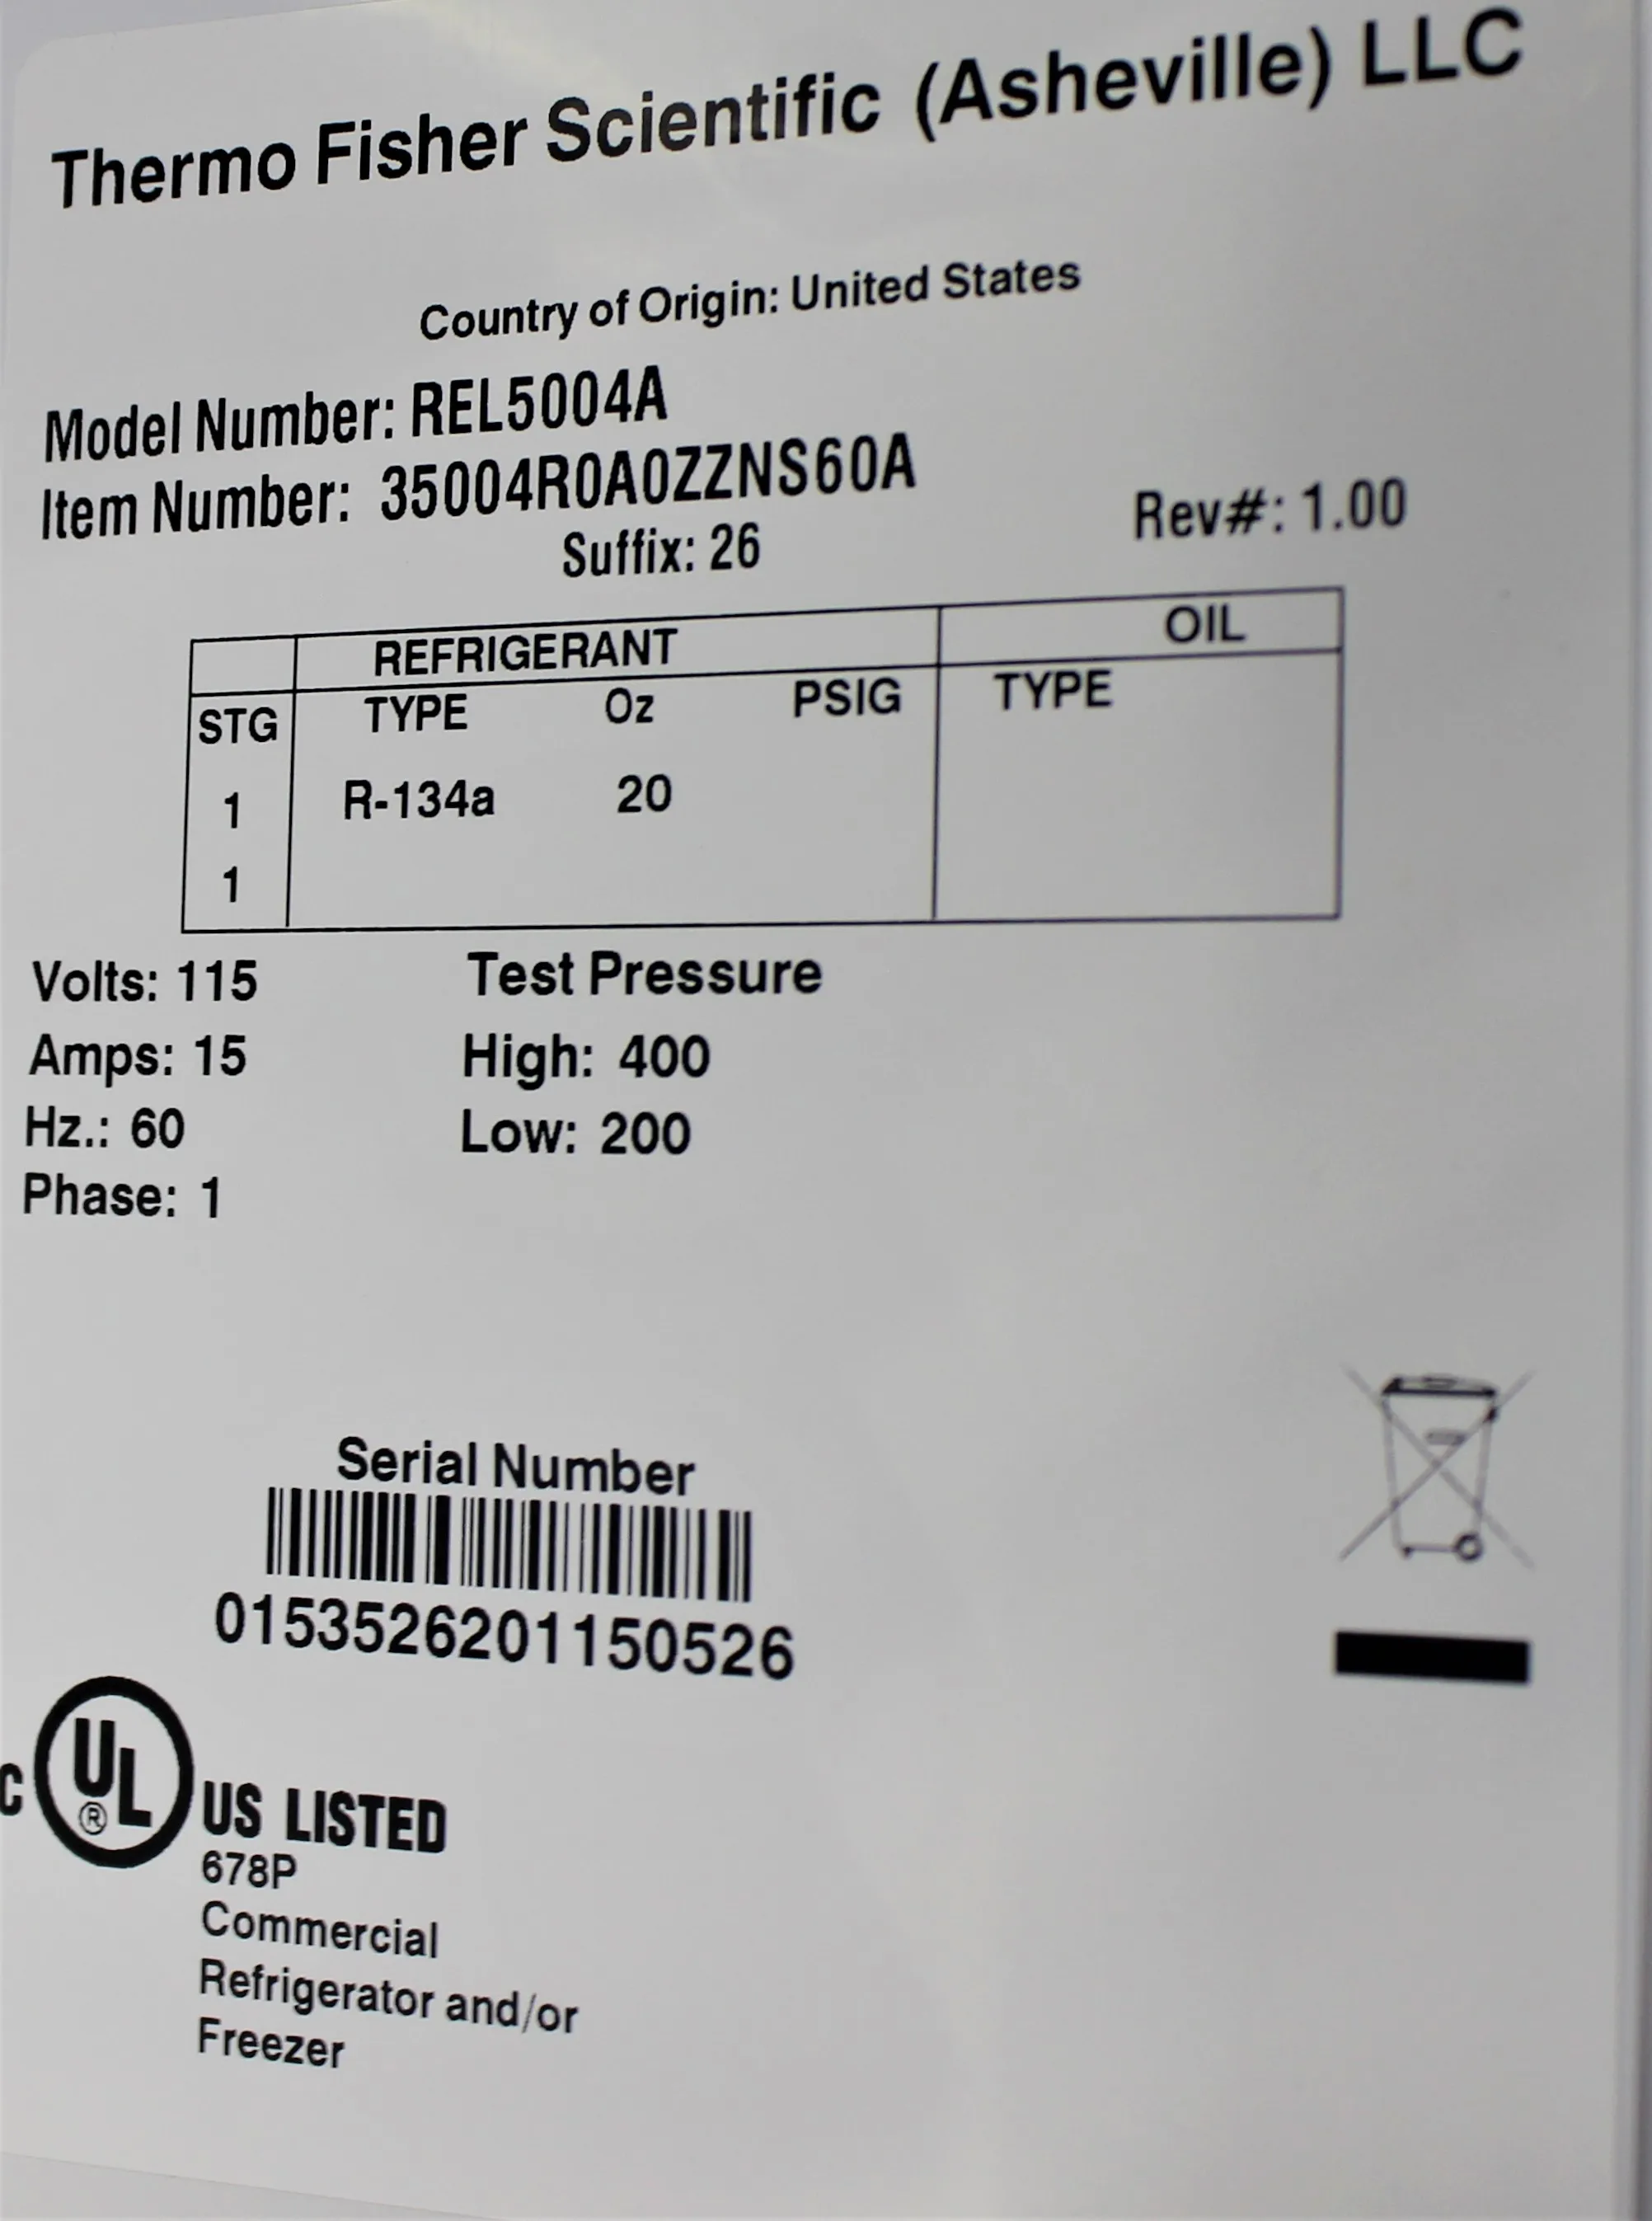 Thermo Fisher Scientific (Asheville) LLC
Country of Origin: United States
Model Number: REL5004A
Item Number: 35004R0A0ZZNS60A
Suffix: 26 Rev#: 1.00
REFRIGERANT OIL
STG TYPE Oz PSIG TYPE
1 R-134a 20
1
Volts: 115 Test Pressure
Amps: 15 High: 400
Hz.: 60 Low: 200
Phase: 1
Serial Number
0153526201150526
C UL ® US LISTED
678P
Commercial
Refrigerator and/or
Freezer